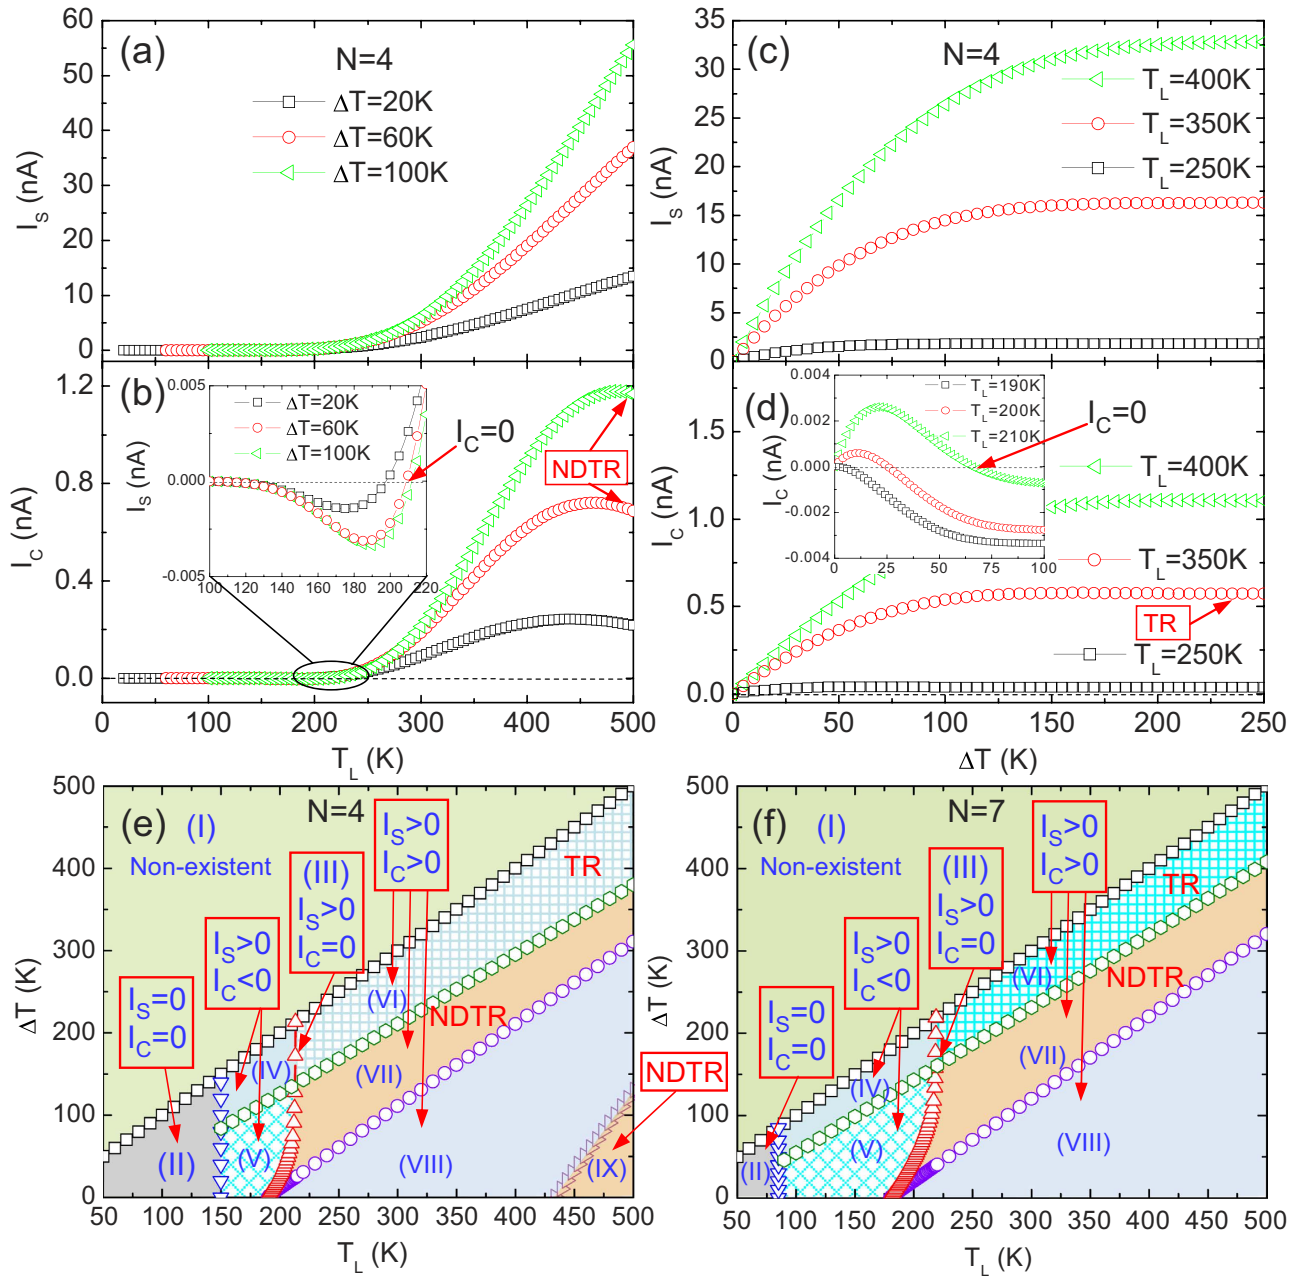 (a)
N=4
ΔT=20K
ΔT=60K
ΔT=100K
I_S (nA)
60
50
40
30
20
10
0
(c)
N=4
T_L=400K
T_L=350K
T_L=250K
I_S (nA)
35
30
25
20
15
10
5
0
(b)
I_C (nA)
1.2
0.8
0.4
0.0
0.005
0.000
-0.005
I_S (nA)
ΔT=20K
ΔT=60K
ΔT=100K
100 120 140 160 180 200 220
I_C=0
NDTR
0 50 100 150 200 250 300 350 400 450 500
T_L (K)
(d)
I_C (nA)
1.5
1.0
0.5
0.0
0.004
0.002
0.000
-0.002
-0.004
I_C (nA)
T_L=190K
T_L=200K
T_L=210K
0 25 50 75 100
I_C=0
T_L=400K
T_L=350K
TR
T_L=250K
0 50 100 150 200 250
ΔT (K)
(e)
(I)
N=4
Non-existent
I_S>0
I_C>0
(III)
I_S>0
I_C=0
I_S>0
I_C<0
I_S=0
I_C=0
TR
NDTR
NDTR
(II)
(IV)
(V)
(VI)
(VII)
(VIII)
(IX)
ΔT (K)
500
400
300
200
100
0
50 100 150 200 250 300 350 400 450 500
T_L (K)
(f)
(I)
N=7
Non-existent
I_S>0
I_C>0
(III)
I_S>0
I_C=0
I_S>0
I_C<0
I_S=0
I_C=0
TR
NDTR
(II)
(IV)
(V)
(VI)
(VII)
(VIII)
ΔT (K)
500
400
300
200
100
0
50 100 150 200 250 300 350 400 450 500
T_L (K)